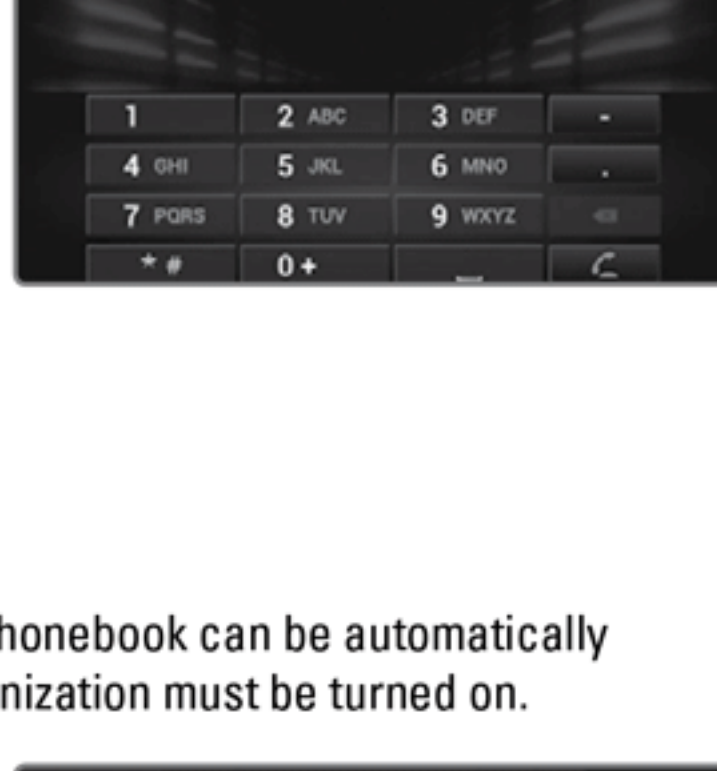 1 2 ABC 3 DEF -
4 GHI 5 JKL 6 MNO .
7 PQRS 8 TUV 9 WXYZ
* # 0 +
honebook can be automatically
nization must be turned on.